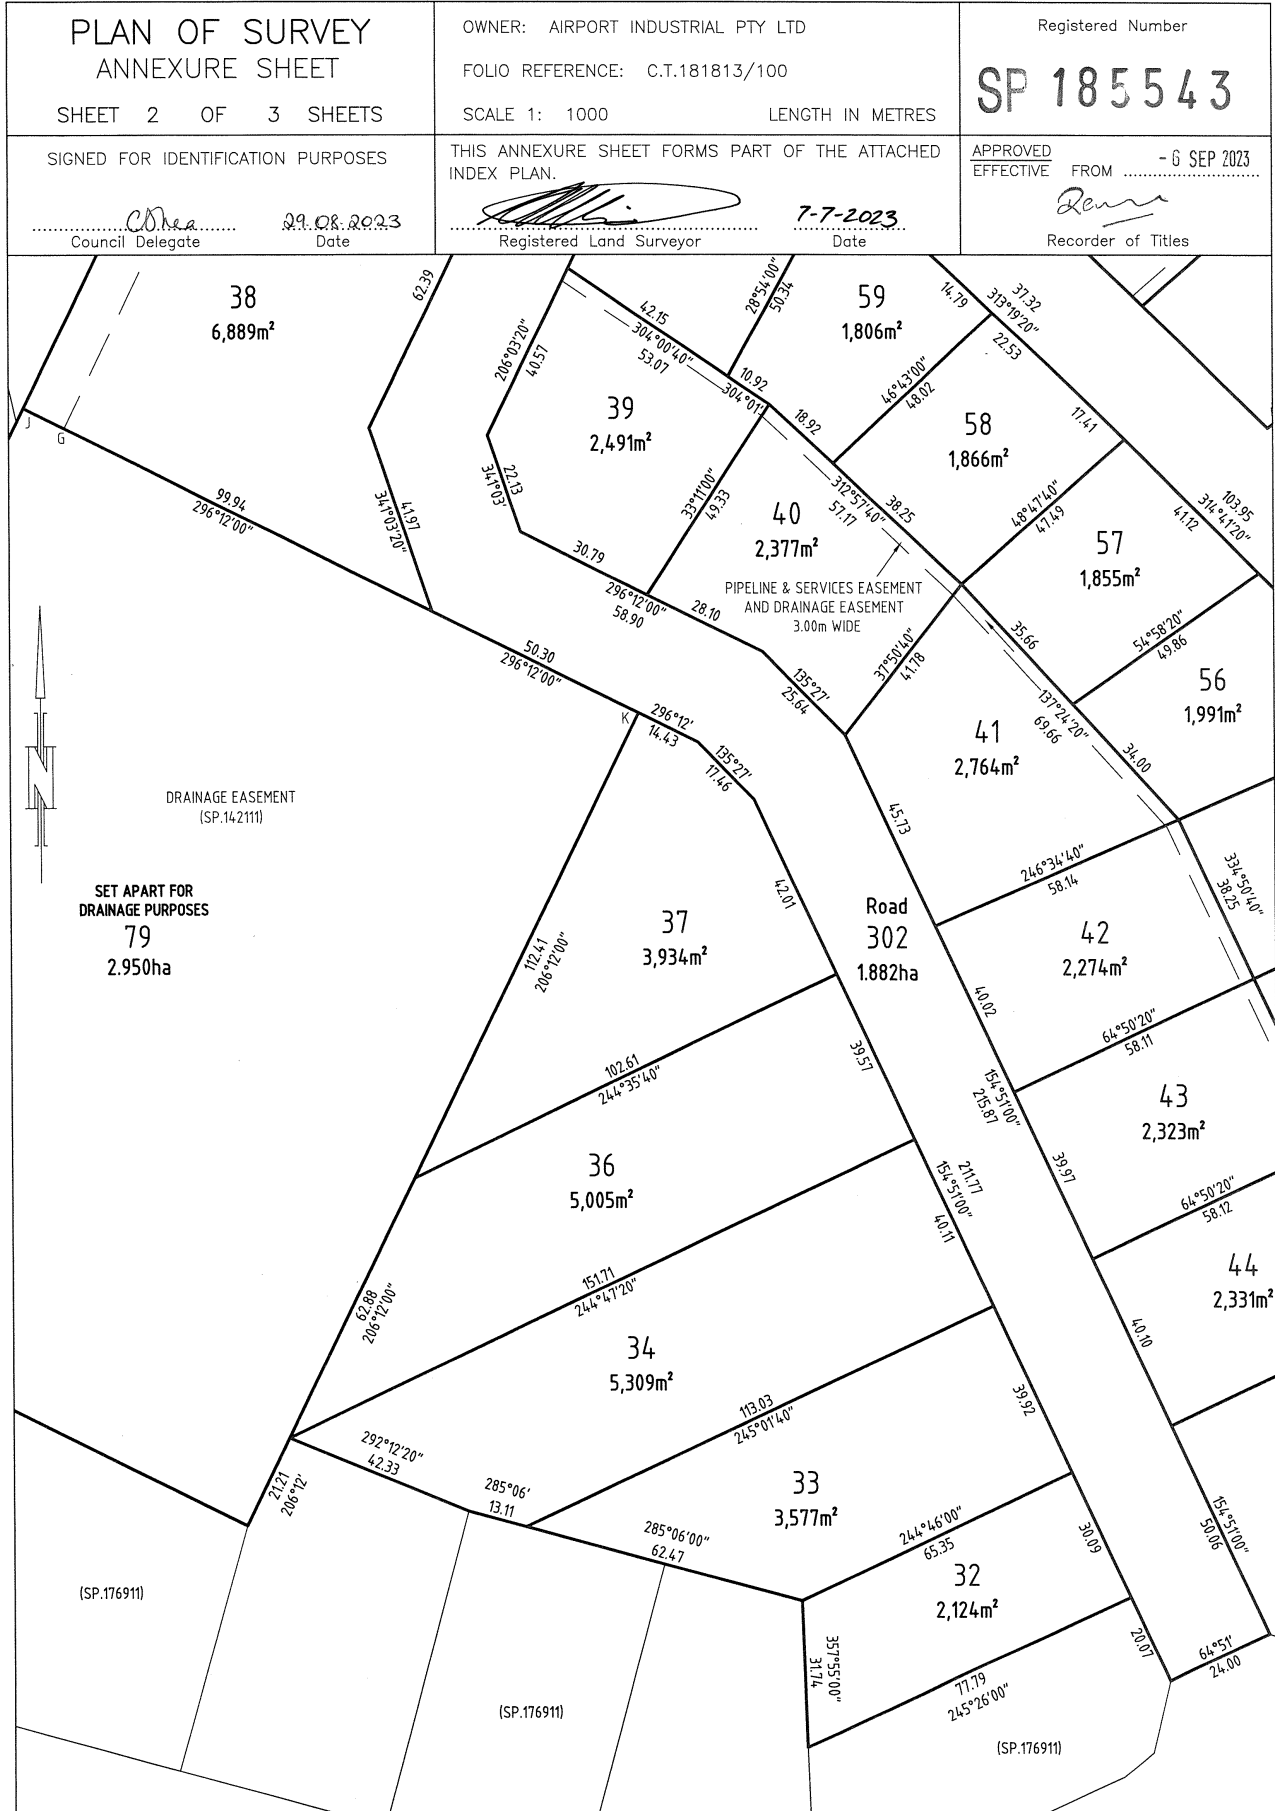 PLAN OF SURVEY
ANNEXURE SHEET
SHEET 2 OF 3 SHEETS
OWNER: AIRPORT INDUSTRIAL PTY LTD
FOLIO REFERENCE: C.T.181813/100
SCALE 1: 1000 LENGTH IN METRES
Registered Number
SP 185543
SIGNED FOR IDENTIFICATION PURPOSES
29.08.2023
Council Delegate Date
THIS ANNEXURE SHEET FORMS PART OF THE ATTACHED
INDEX PLAN.
7-7-2023
Registered Land Surveyor Date
APPROVED
EFFECTIVE FROM - 6 SEP 2023
Recorder of Titles
38
6,889m²
62.39
206°03'20"
40.57
42.15
304°00'40"
53.07
28°54'00"
50.34
59
1,806m²
14.79
37.32
313°19'20"
22.53
10.92
304°01'
18.92
46°43'00"
48.02
39
2,491m²
58
1,866m²
17.41
J
G
99.94
296°12'00"
341°03'20"
41.97
22.13
341°03'
33°11'00"
49.33
40
2,377m²
312°57'40"
57.17
38.25
48°47'40"
47.49
103.95
314°41'20"
41.12
57
1,855m²
30.79
296°12'00"
58.90
28.10
PIPELINE & SERVICES EASEMENT
AND DRAINAGE EASEMENT
3.00m WIDE
35.66
54°58'20"
49.86
50.30
296°12'00"
135°27'
25.64
37°50'40"
41.78
56
1,991m²
K
296°12'
14.43
135°27'
17.46
41
2,764m²
137°24'20"
69.66
34.00
DRAINAGE EASEMENT
(SP.142111)
45.73
246°34'40"
58.14
334°50'40"
38.25
SET APART FOR
DRAINAGE PURPOSES
79
2.950ha
112.41
206°12'00"
37
3,934m²
42.01
Road
302
1.882ha
42
2,274m²
40.02
64°50'20"
58.11
102.61
244°35'40"
39.57
154°51'00"
215.87
43
2,323m²
36
5,005m²
211.77
154°51'00"
40.11
39.97
64°50'20"
58.12
62.88
206°12'00"
151.71
244°47'20"
44
2,331m²
34
5,309m²
40.10
113.03
245°01'40"
39.92
292°12'20"
42.33
21.21
206°12'
285°06'
13.11
33
3,577m²
285°06'00"
62.47
244°46'00"
65.35
30.09
154°51'00"
50.06
(SP.176911)
32
2,124m²
357°55'00"
31.74
20.07
64°51'
24.00
77.79
245°26'00"
(SP.176911)
(SP.176911)